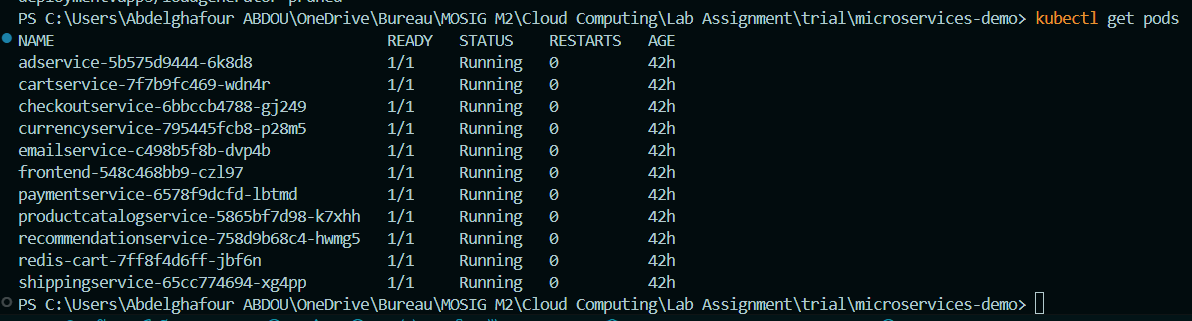 deployment.apps/loadgenerator pruned
PS C:\Users\Abdelghafour ABDOU\OneDrive\Bureau\MOSIG M2\Cloud Computing\Lab Assignment\trial\microservices-demo> kubectl get pods
NAME READY STATUS RESTARTS AGE
adservice-5b575d9444-6k8d8 1/1 Running 0 42h
cartservice-7f7b9fc469-wdn4r 1/1 Running 0 42h
checkoutservice-6bbccb4788-gj249 1/1 Running 0 42h
currencyservice-795445fcb8-p28m5 1/1 Running 0 42h
emailservice-c498b5f8b-dvp4b 1/1 Running 0 42h
frontend-548c468bb9-czl97 1/1 Running 0 42h
paymentservice-6578f9dcfd-lbtmd 1/1 Running 0 42h
productcatalogservice-5865bf7d98-k7xhh 1/1 Running 0 42h
recommendationservice-758d9b68c4-hwmg5 1/1 Running 0 42h
redis-cart-7ff8f4d6ff-jbf6n 1/1 Running 0 42h
shippingservice-65cc774694-xg4pp 1/1 Running 0 42h
PS C:\Users\Abdelghafour ABDOU\OneDrive\Bureau\MOSIG M2\Cloud Computing\Lab Assignment\trial\microservices-demo>